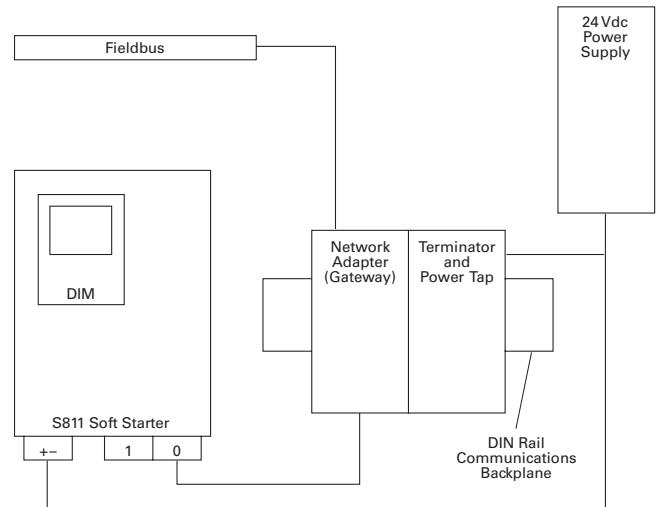 Fieldbus
24 Vdc
Power
Supply
Network
Adapter
(Gateway)
Terminator
and
Power Tap
DIM
S811 Soft Starter
+–
1
0
DIN Rail
Communications
Backplane